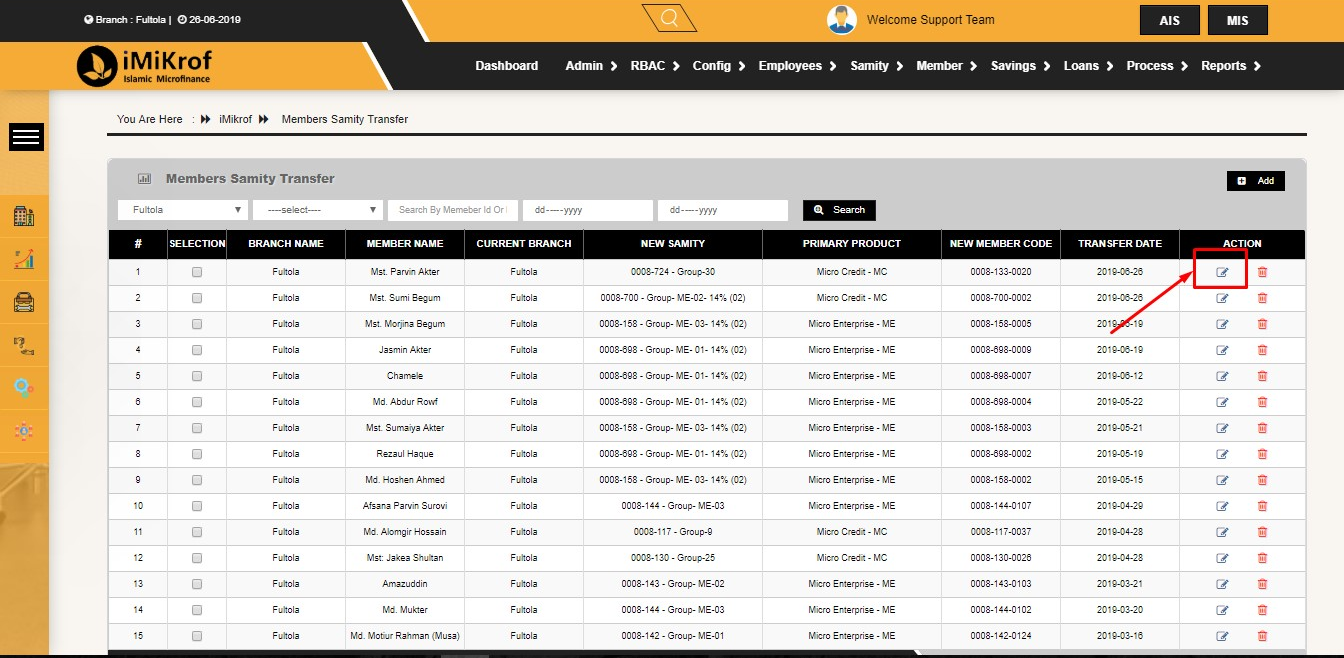 Branch : Fultola | 26-06-2019
Welcome Support Team
AIS MIS
iMiKrof
Islamic Microfinance
Dashboard Admin RBAC Config Employees Samity Member Savings Loans Process Reports
You Are Here : iMikrof Members Samity Transfer
Members Samity Transfer
Add
Fultola ----select---- Search By Memeber Id Or dd-----yyyy dd-----yyyy Search
# SELECTION BRANCH NAME MEMBER NAME CURRENT BRANCH NEW SAMITY PRIMARY PRODUCT NEW MEMBER CODE TRANSFER DATE ACTION
1 Fultola Mst. Parvin Akter Fultola 0008-724 - Group-30 Micro Credit - MC 0008-133-0020 2019-06-26
2 Fultola Mst. Sumi Begum Fultola 0008-700 - Group- ME-02- 14% (02) Micro Credit - MC 0008-700-0002 2019-06-26
3 Fultola Mst. Morjina Begum Fultola 0008-158 - Group- ME- 03- 14% (02) Micro Enterprise - ME 0008-158-0005
4 Fultola Jasmin Akter Fultola 0008-698 - Group- ME- 01- 14% (02) Micro Enterprise - ME 0008-698-0009 2019-06-19
5 Fultola Chamele Fultola 0008-698 - Group- ME- 01- 14% (02) Micro Enterprise - ME 0008-698-0007 2019-06-12
6 Fultola Md. Abdur Rowf Fultola 0008-698 - Group- ME- 01- 14% (02) Micro Enterprise - ME 0008-698-0004 2019-05-22
7 Fultola Mst. Sumaiya Akter Fultola 0008-158 - Group- ME- 03- 14% (02) Micro Enterprise - ME 0008-158-0003 2019-05-21
8 Fultola Rezaul Haque Fultola 0008-698 - Group- ME- 01- 14% (02) Micro Enterprise - ME 0008-698-0002 2019-05-19
9 Fultola Md. Hoshen Ahmed Fultola 0008-158 - Group- ME- 03- 14% (02) Micro Enterprise - ME 0008-158-0002 2019-05-15
10 Fultola Afsana Parvin Surovi Fultola 0008-144 - Group- ME-03 Micro Enterprise - ME 0008-144-0107 2019-04-29
11 Fultola Md. Alomgir Hossain Fultola 0008-117 - Group-9 Micro Credit - MC 0008-117-0037 2019-04-28
12 Fultola Mst: Jakea Shultan Fultola 0008-130 - Group-25 Micro Credit - MC 0008-130-0026 2019-04-28
13 Fultola Amazuddin Fultola 0008-143 - Group- ME-02 Micro Enterprise - ME 0008-143-0103 2019-03-21
14 Fultola Md. Mukter Fultola 0008-144 - Group- ME-03 Micro Enterprise - ME 0008-144-0102 2019-03-20
15 Fultola Md. Motiur Rahman (Musa) Fultola 0008-142 - Group- ME-01 Micro Enterprise - ME 0008-142-0124 2019-03-16